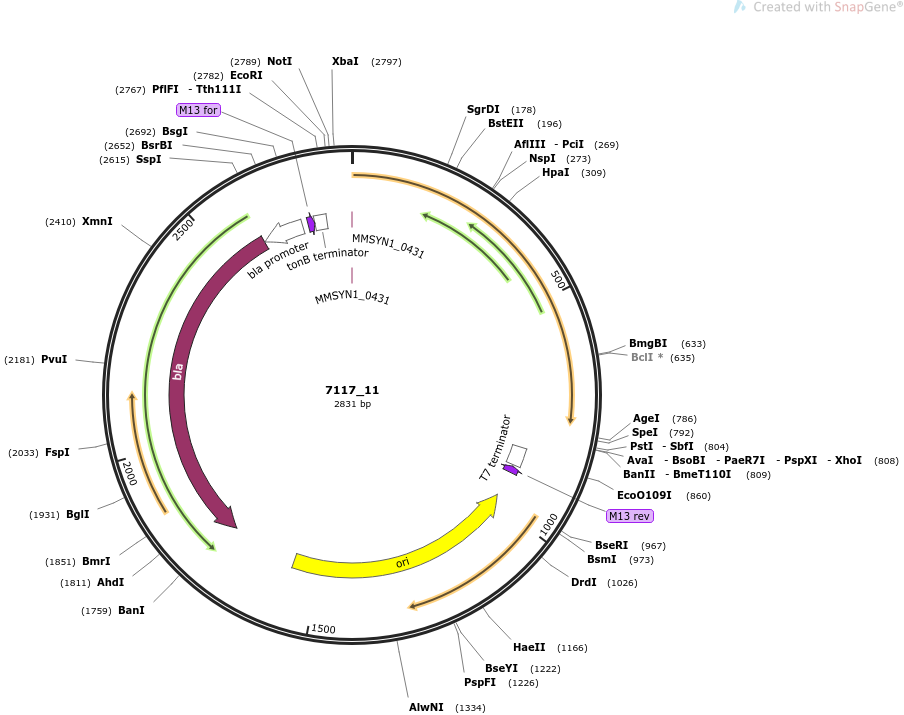 Created with SnapGene®
(2789) NotI
XbaI (2797)
(2782) EcoRI
(2767) PflFI - Tth111I
M13 for
(2692) BsgI
(2652) BsrBI
(2615) SspI
SgrDI (178)
BstEII (196)
AflIII - PciI (269)
NspI (273)
HpaI (309)
(2410) XmnI
2500
bla promoter
tonB terminator
MMSYN1_0431
MMSYN1_0431
500
BmgBI (633)
BclI * (635)
(2181) PvuI
bla
7117_11
2831 bp
AgeI (786)
SpeI (792)
PstI - SbfI (804)
AvaI - BsoBI - PaeR7I - PspXI - XhoI (808)
BanII - BmeT110I (809)
EcoO109I (860)
T7 terminator
M13 rev
(2033) FspI
2000
(1931) BglI
1000
BseRI (967)
BsmI (973)
DrdI (1026)
(1851) BmrI
(1811) AhdI
(1759) BanI
ori
1500
HaeII (1166)
BseYI (1222)
PspFI (1226)
AlwNI (1334)